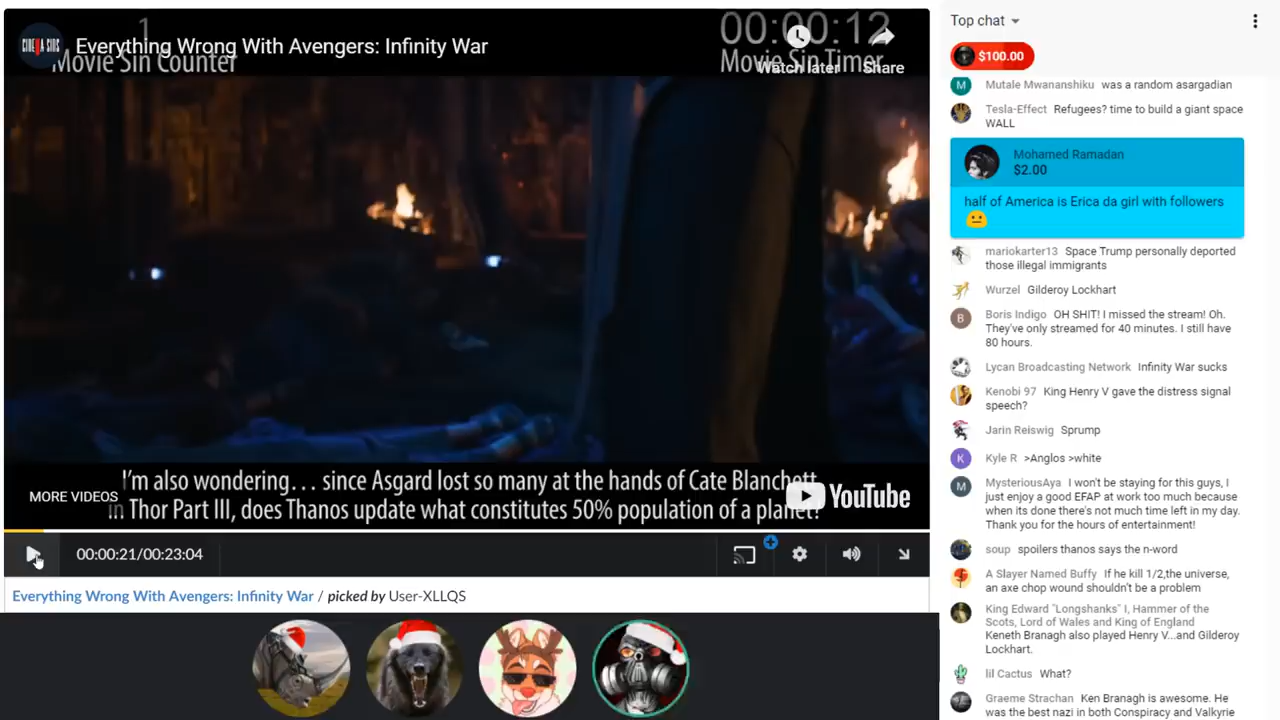 CINEMA SINS
Everything Wrong With Avengers: Infinity War
1
Movie Sin Counter
00:00:12
Movie Sin Timer
Watch later
Share
I'm also wondering... since Asgard lost so many at the hands of Cate Blanchett
in Thor Part III, does Thanos update what constitutes 50% population of a planet?
MORE VIDEOS
YouTube
00:00:21/00:23:04
Everything Wrong With Avengers: Infinity War / picked by User-XLLQS
Top chat
$100.00
M Mutale Mwananshiku was a random asargadian
Tesla-Effect Refugees? time to build a giant space
WALL
Mohamed Ramadan
$2.00
half of America is Erica da girl with followers
😐
mariokarter13 Space Trump personally deported
those illegal immigrants
Wurzel Gilderoy Lockhart
B Boris Indigo OH SHIT! I missed the stream! Oh.
They've only streamed for 40 minutes. I still have
80 hours.
Lycan Broadcasting Network Infinity War sucks
Kenobi 97 King Henry V gave the distress signal
speech?
Jarin Reiswig Sprump
K Kyle R >Anglos >white
M MysteriousAya I won't be staying for this guys, I
just enjoy a good EFAP at work too much because
when its done there's not much time left in my day.
Thank you for the hours of entertainment!
soup spoilers thanos says the n-word
A Slayer Named Buffy If he kill 1/2,the universe,
an axe chop wound shouldn't be a problem
King Edward "Longshanks" I, Hammer of the
Scots, Lord of Wales and King of England
Keneth Branagh also played Henry V...and Gilderoy
Lockhart.
lil Cactus What?
Graeme Strachan Ken Branagh is awesome. He
was the best nazi in both Conspiracy and Valkyrie